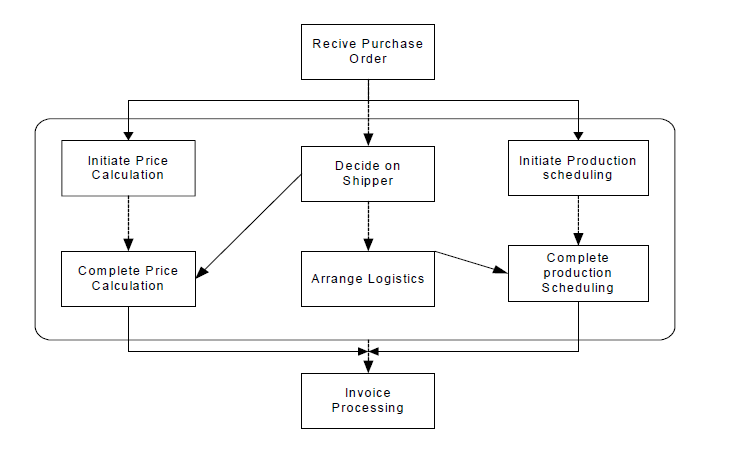 Recive Purchase
Order
Initiate Price
Calculation
Decide on
Shipper
Initiate Production
scheduling
Complete Price
Calculation
Arrange Logistics
Complete
production
Scheduling
Invoice
Processing